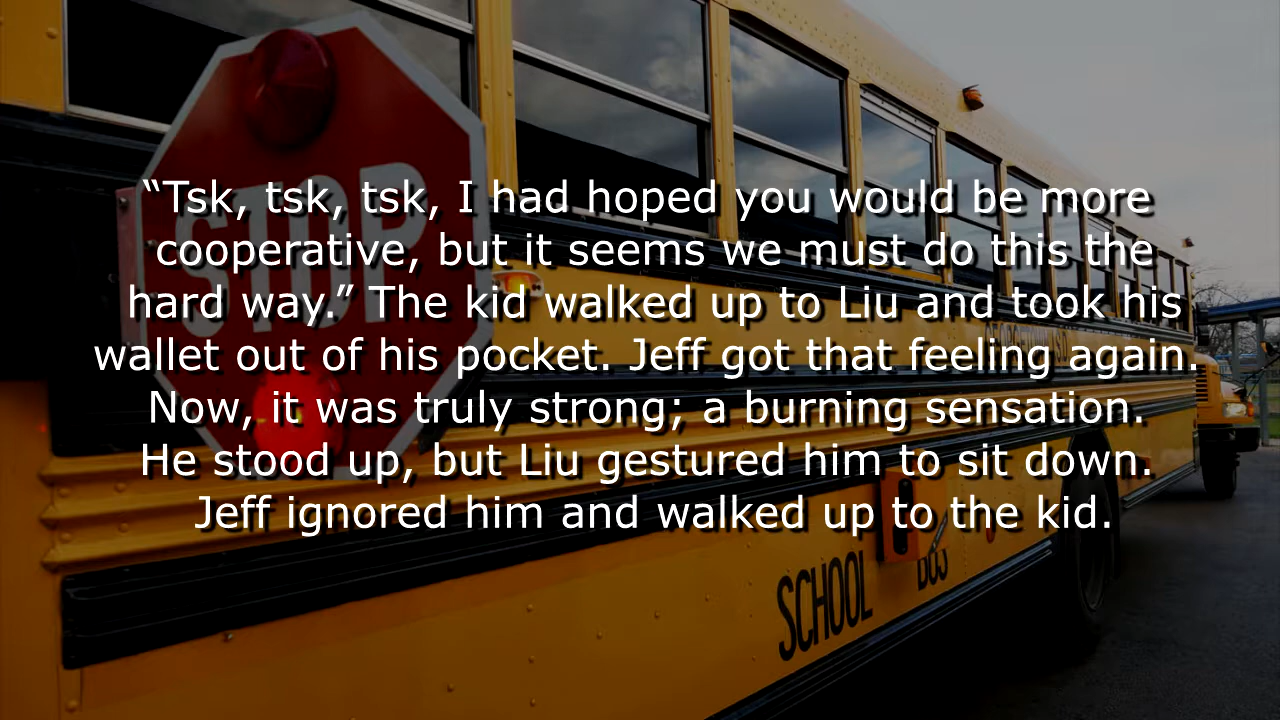 “Tsk, tsk, tsk, I had hoped you would be more
cooperative, but it seems we must do this the
hard way.” The kid walked up to Liu and took his
wallet out of his pocket. Jeff got that feeling again.
Now, it was truly strong; a burning sensation.
He stood up, but Liu gestured him to sit down.
Jeff ignored him and walked up to the kid.
STOP
SCHOOL BUS